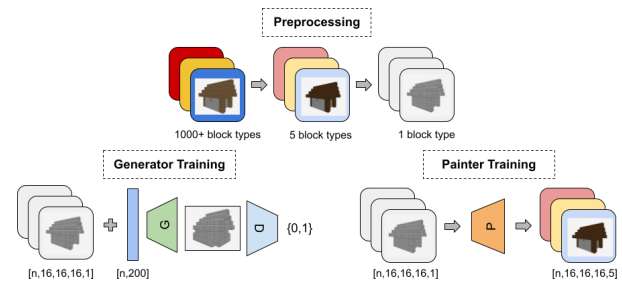 Preprocessing
1000+ block types
5 block types
1 block type
Generator Training
Painter Training
G
D
{0,1}
P
[n,16,16,16,1]
[n,200]
[n,16,16,16,1]
[n,16,16,16,5]